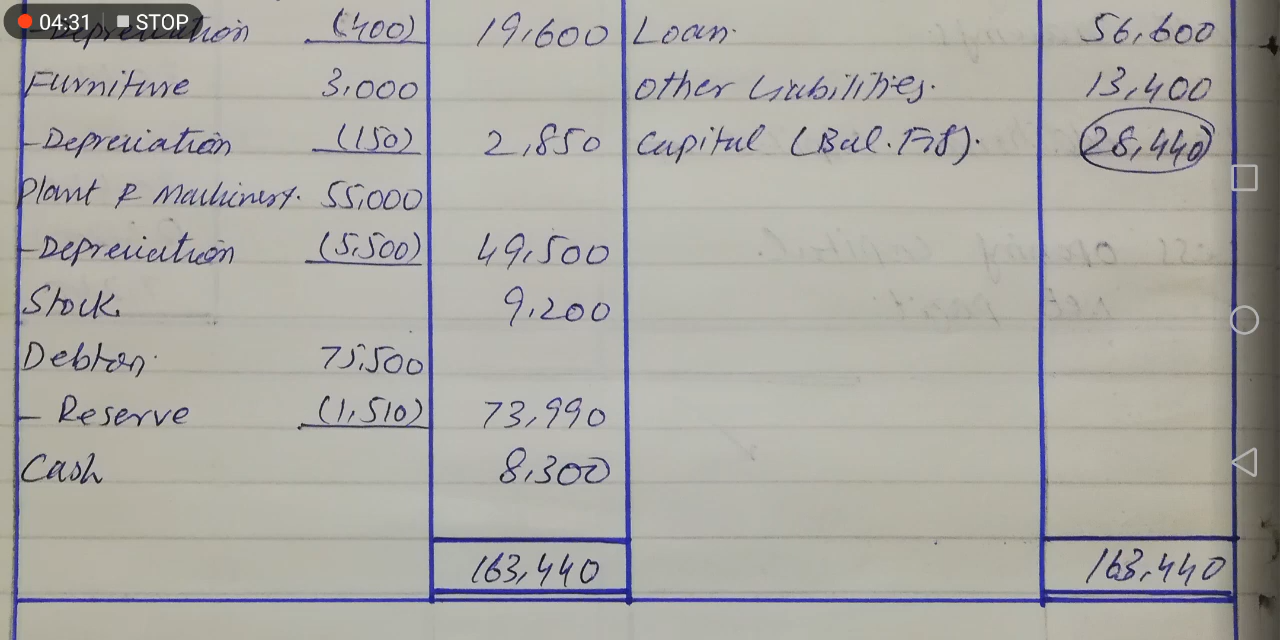 04:31 STOP
-Depreciation (400) 19,600 Loan. 56,600
Furniture 3,000 Other Liabilities. 13,400
-Depreciation (150) 2,850 Capital (Bal. Fig). 28,440
Plant & Machinery. 55,000
-Depreciation (5,500) 49,500
Stock. 9,200
Debtors. 75,500
- Reserve (1,510) 73,990
Cash 8,300
163,440 163,440